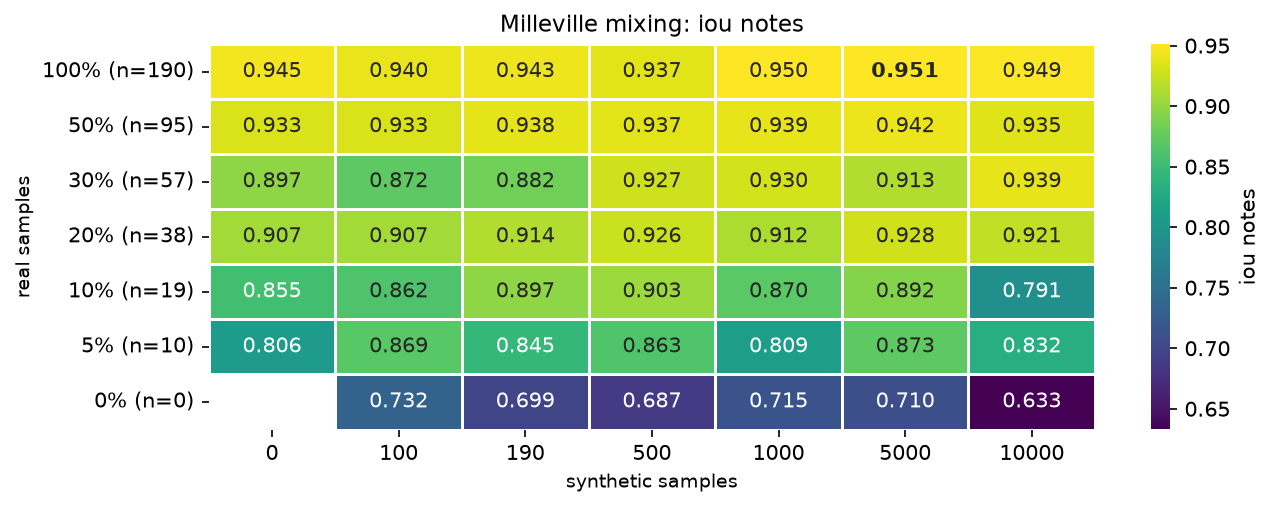 Milleville mixing: iou notes
real samples
100% (n=190) 0.945 0.940 0.943 0.937 0.950 0.951 0.949
50% (n=95) 0.933 0.933 0.938 0.937 0.939 0.942 0.935
30% (n=57) 0.897 0.872 0.882 0.927 0.930 0.913 0.939
20% (n=38) 0.907 0.907 0.914 0.926 0.912 0.928 0.921
10% (n=19) 0.855 0.862 0.897 0.903 0.870 0.892 0.791
5% (n=10) 0.806 0.869 0.845 0.863 0.809 0.873 0.832
0% (n=0) 0.732 0.699 0.687 0.715 0.710 0.633
0 100 190 500 1000 5000 10000
synthetic samples
0.95
0.90
0.85
0.80
0.75
0.70
0.65
iou notes